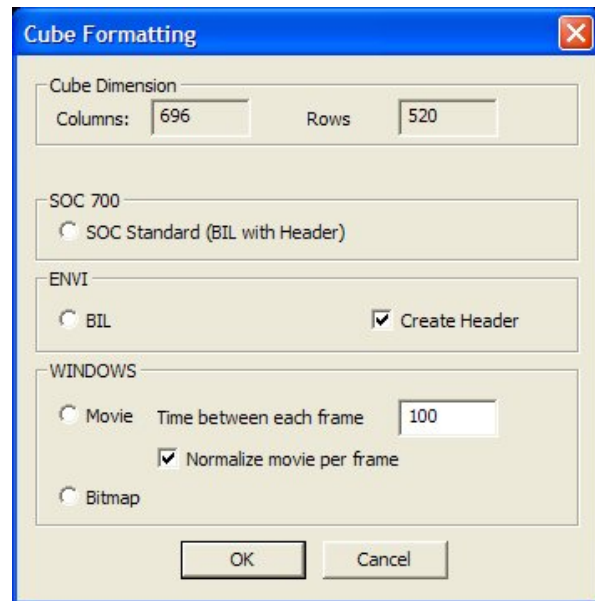 Cube Formatting
Cube Dimension
Columns: 696 Rows 520
SOC 700
SOC Standard (BIL with Header)
ENVI
BIL Create Header
WINDOWS
Movie Time between each frame 100
Normalize movie per frame
Bitmap
OK Cancel